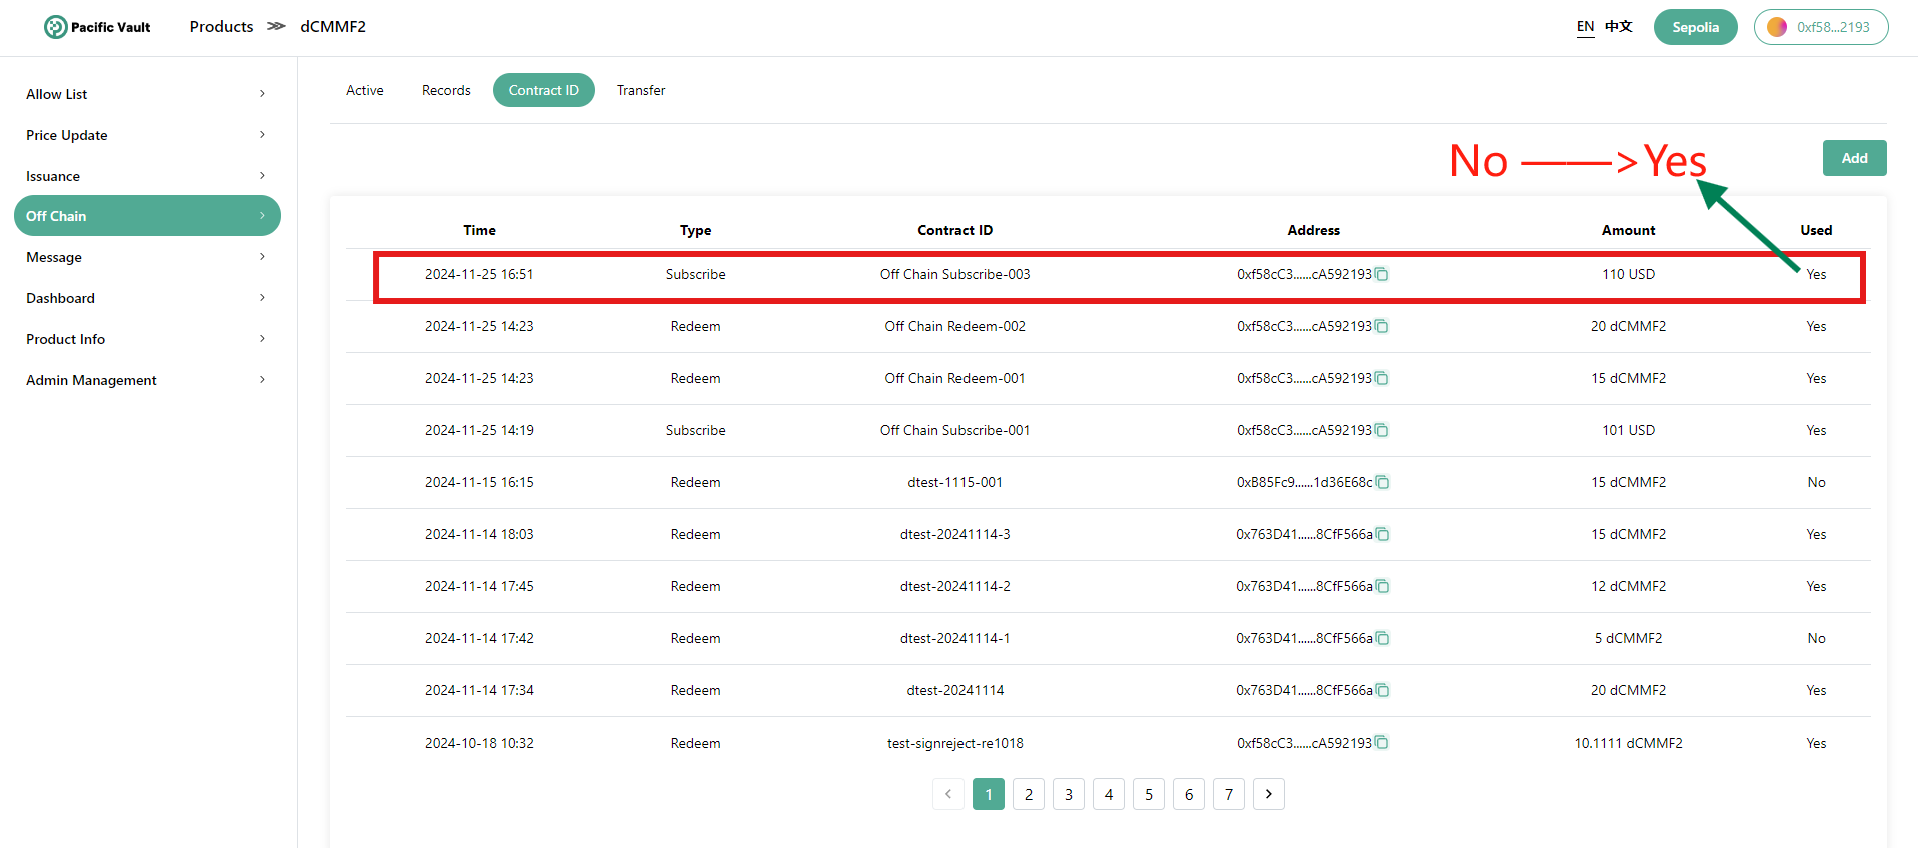 Pacific Vault Products >> dCMMF2 EN 中文 Sepolia 0xf58...2193
Allow List
Price Update
Issuance
Off Chain
Message
Dashboard
Product Info
Admin Management
Active Records Contract ID Transfer
No ——>Yes
Add
Time Type Contract ID Address Amount Used
2024-11-25 16:51 Subscribe Off Chain Subscribe-003 0xf58cC3......cA592193 110 USD Yes
2024-11-25 14:23 Redeem Off Chain Redeem-002 0xf58cC3......cA592193 20 dCMMF2 Yes
2024-11-25 14:23 Redeem Off Chain Redeem-001 0xf58cC3......cA592193 15 dCMMF2 Yes
2024-11-25 14:19 Subscribe Off Chain Subscribe-001 0xf58cC3......cA592193 101 USD Yes
2024-11-15 16:15 Redeem dtest-1115-001 0xB85Fc9......1d36E68c 15 dCMMF2 No
2024-11-14 18:03 Redeem dtest-20241114-3 0x763D41......8CfF566a 15 dCMMF2 Yes
2024-11-14 17:45 Redeem dtest-20241114-2 0x763D41......8CfF566a 12 dCMMF2 Yes
2024-11-14 17:42 Redeem dtest-20241114-1 0x763D41......8CfF566a 5 dCMMF2 No
2024-11-14 17:34 Redeem dtest-20241114 0x763D41......8CfF566a 20 dCMMF2 Yes
2024-10-18 10:32 Redeem test-signreject-re1018 0xf58cC3......cA592193 10.1111 dCMMF2 Yes
< 1 2 3 4 5 6 7 >